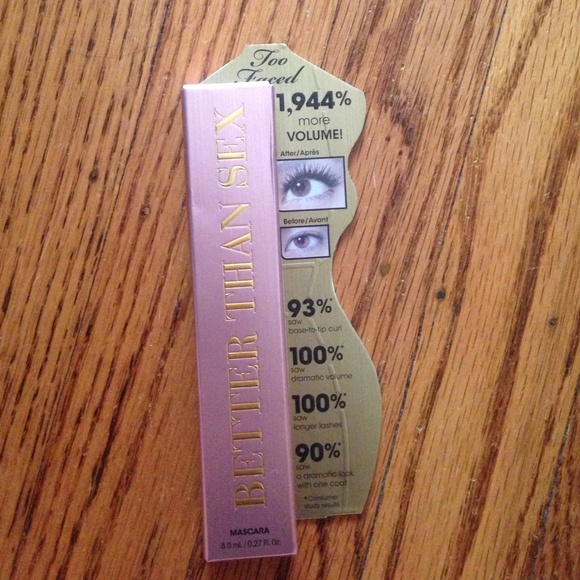 Too
Faced
1,944%
more
VOLUME!
After/Après
Before/Avant
93%*
saw
base-to-tip curl
100%*
saw
dramatic volume
100%*
saw
longer lashes
90%*
saw
a dramatic look
with one coat
*Consumer
study results
BETTER THAN SEX
MASCARA
8.0 mL / 0.27 Fl. Oz.